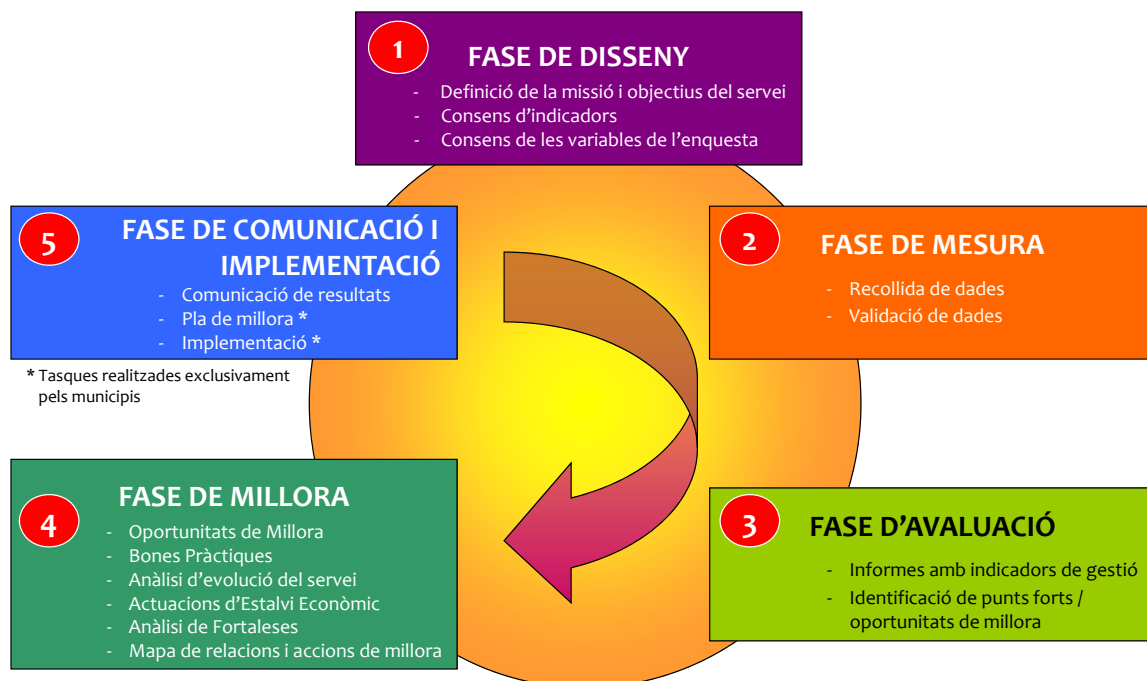 1
FASE DE DISSENY
- Definició de la missió i objectius del servei
- Consens d’indicadors
- Consens de les variables de l’enquesta
2
FASE DE MESURA
- Recollida de dades
- Validació de dades
3
FASE D’AVALUACIÓ
- Informes amb indicadors de gestió
- Identificació de punts forts /
oportunitats de millora
4
FASE DE MILLORA
- Oportunitats de Millora
- Bones Pràctiques
- Anàlisi d’evolució del servei
- Actuacions d’Estalvi Econòmic
- Anàlisi de Fortaleses
- Mapa de relacions i accions de millora
5
FASE DE COMUNICACIÓ I
IMPLEMENTACIÓ
- Comunicació de resultats
- Pla de millora *
- Implementació *
* Tasques realitzades exclusivament
pels municipis